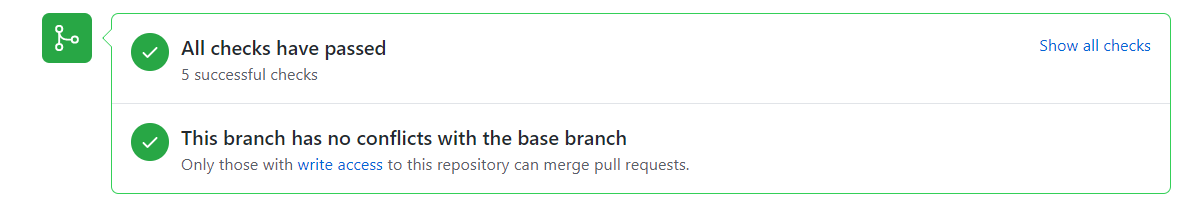 All checks have passed
Show all checks
5 successful checks
This branch has no conflicts with the base branch
Only those with write access to this repository can merge pull requests.